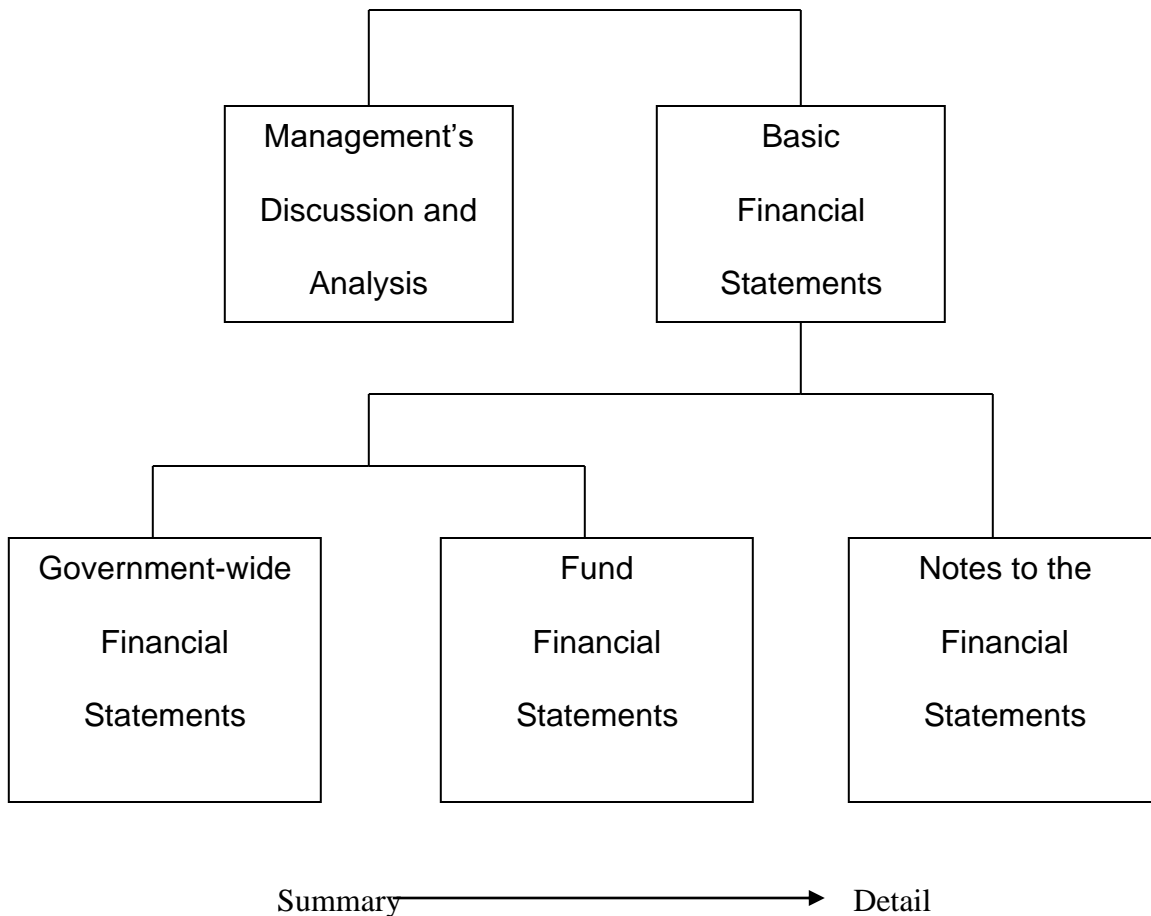 Management’s
Discussion and
Analysis
Basic
Financial
Statements
Government-wide
Financial
Statements
Fund
Financial
Statements
Notes to the
Financial
Statements
Summary
Detail